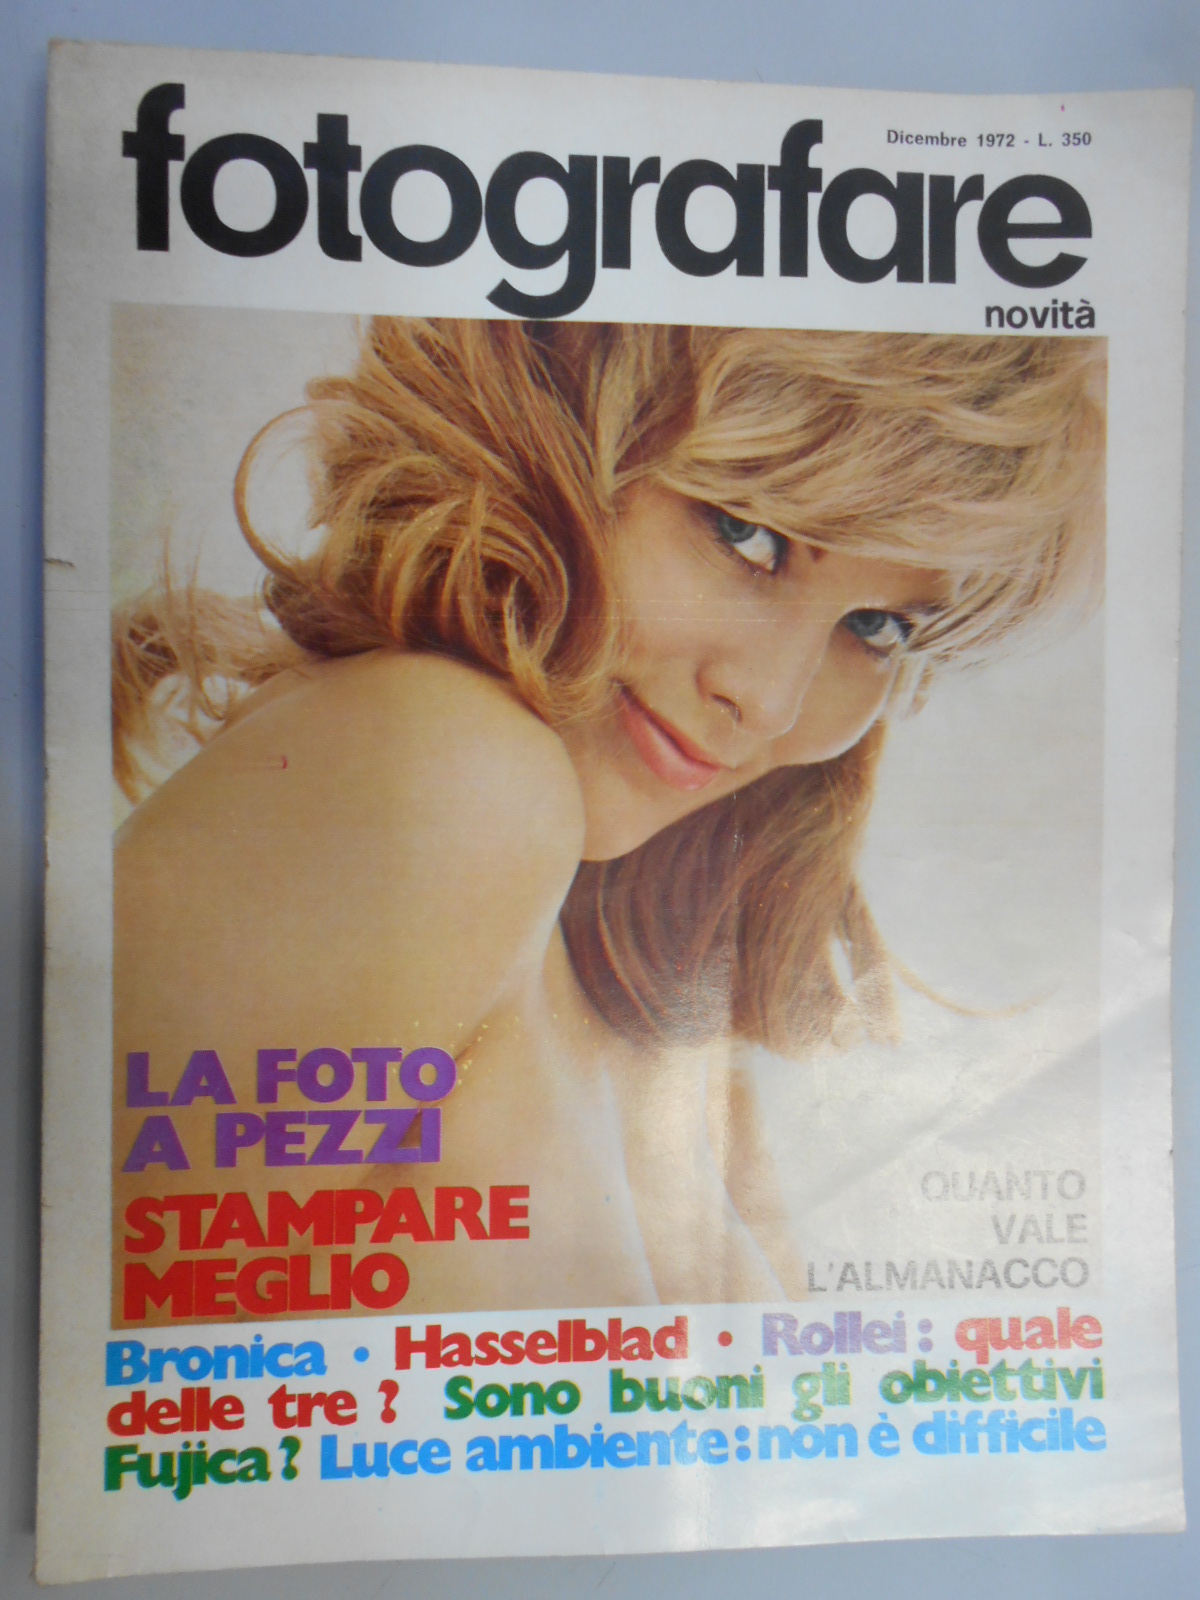 Dicembre 1972 - L. 350
fotografare
novità
LA FOTO
A PEZZI
STAMPARE
MEGLIO
QUANTO
VALE
L'ALMANACCO
Bronica • Hasselblad • Rollei: quale
delle tre? Sono buoni gli obiettivi
Fujica? Luce ambiente: non è difficile